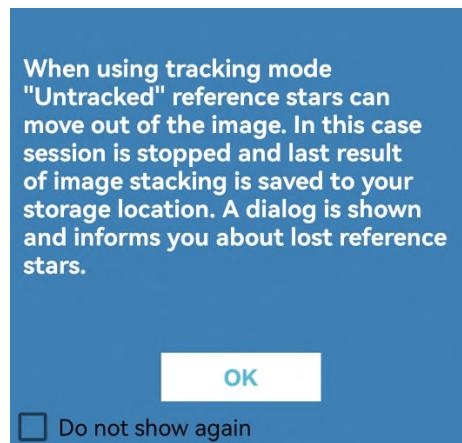 When using tracking mode
"Untracked" reference stars can
move out of the image. In this case
session is stopped and last result
of image stacking is saved to your
storage location. A dialog is shown
and informs you about lost reference
stars.
OK
Do not show again